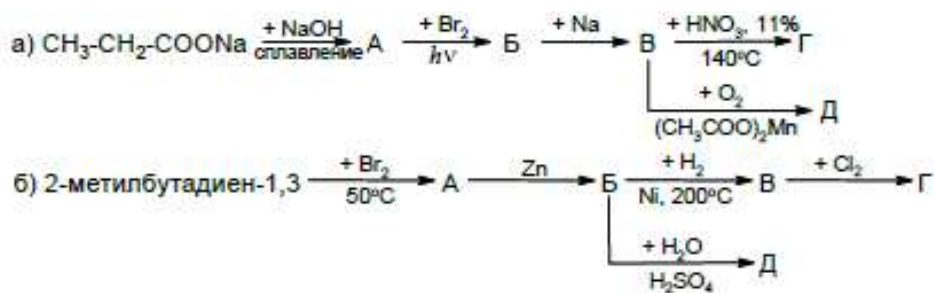 + NaOH + Br₂ + Na + HNO₃, 11%
а) CH₃-CH₂-COONa А Б В Г
сплавление hν 140°C
+ O₂
Д
(CH₃COO)₂Mn
+ Br₂ Zn + H₂ + Cl₂
б) 2-метилбутадиен-1,3 А Б В Г
50°C Ni, 200°C
+ H₂O
Д
H₂SO₄